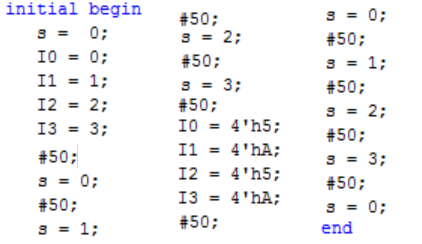 initial begin
s =  0;
I0 = 0;
I1 = 1;
I2 = 2;
I3 = 3;
#50;
s = 0;
#50;
s = 1;
#50;
s = 2;
#50;
s = 3;
#50;
I0 = 4'h5;
I1 = 4'hA;
I2 = 4'h5;
I3 = 4'hA;
#50;
s = 0;
#50;
s = 1;
#50;
s = 2;
#50;
s = 3;
#50;
s = 0;
end